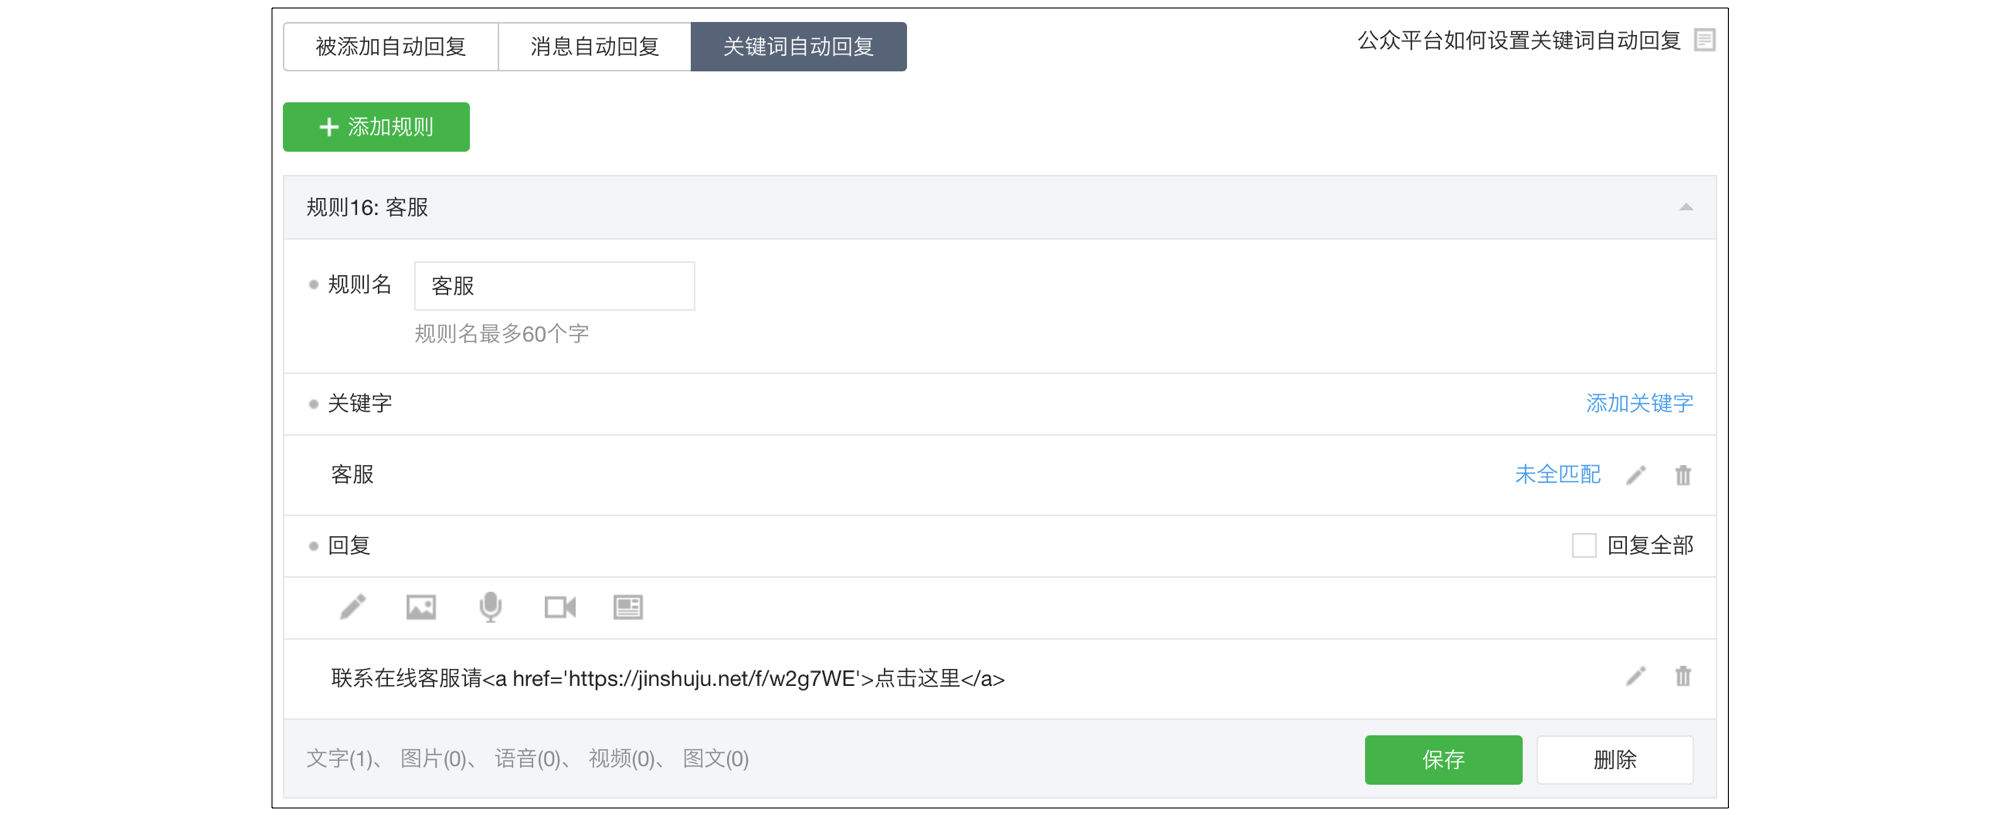 被添加自动回复 消息自动回复 关键词自动回复 公众平台如何设置关键词自动回复
添加规则
规则16: 客服
规则名 客服
规则名最多60个字
关键字 添加关键字
客服 未全匹配
回复 回复全部
联系在线客服请<a href='https://jinshuju.net/f/w2g7WE'>点击这里</a>
文字(1)、 图片(0)、 语音(0)、 视频(0)、 图文(0) 保存 删除